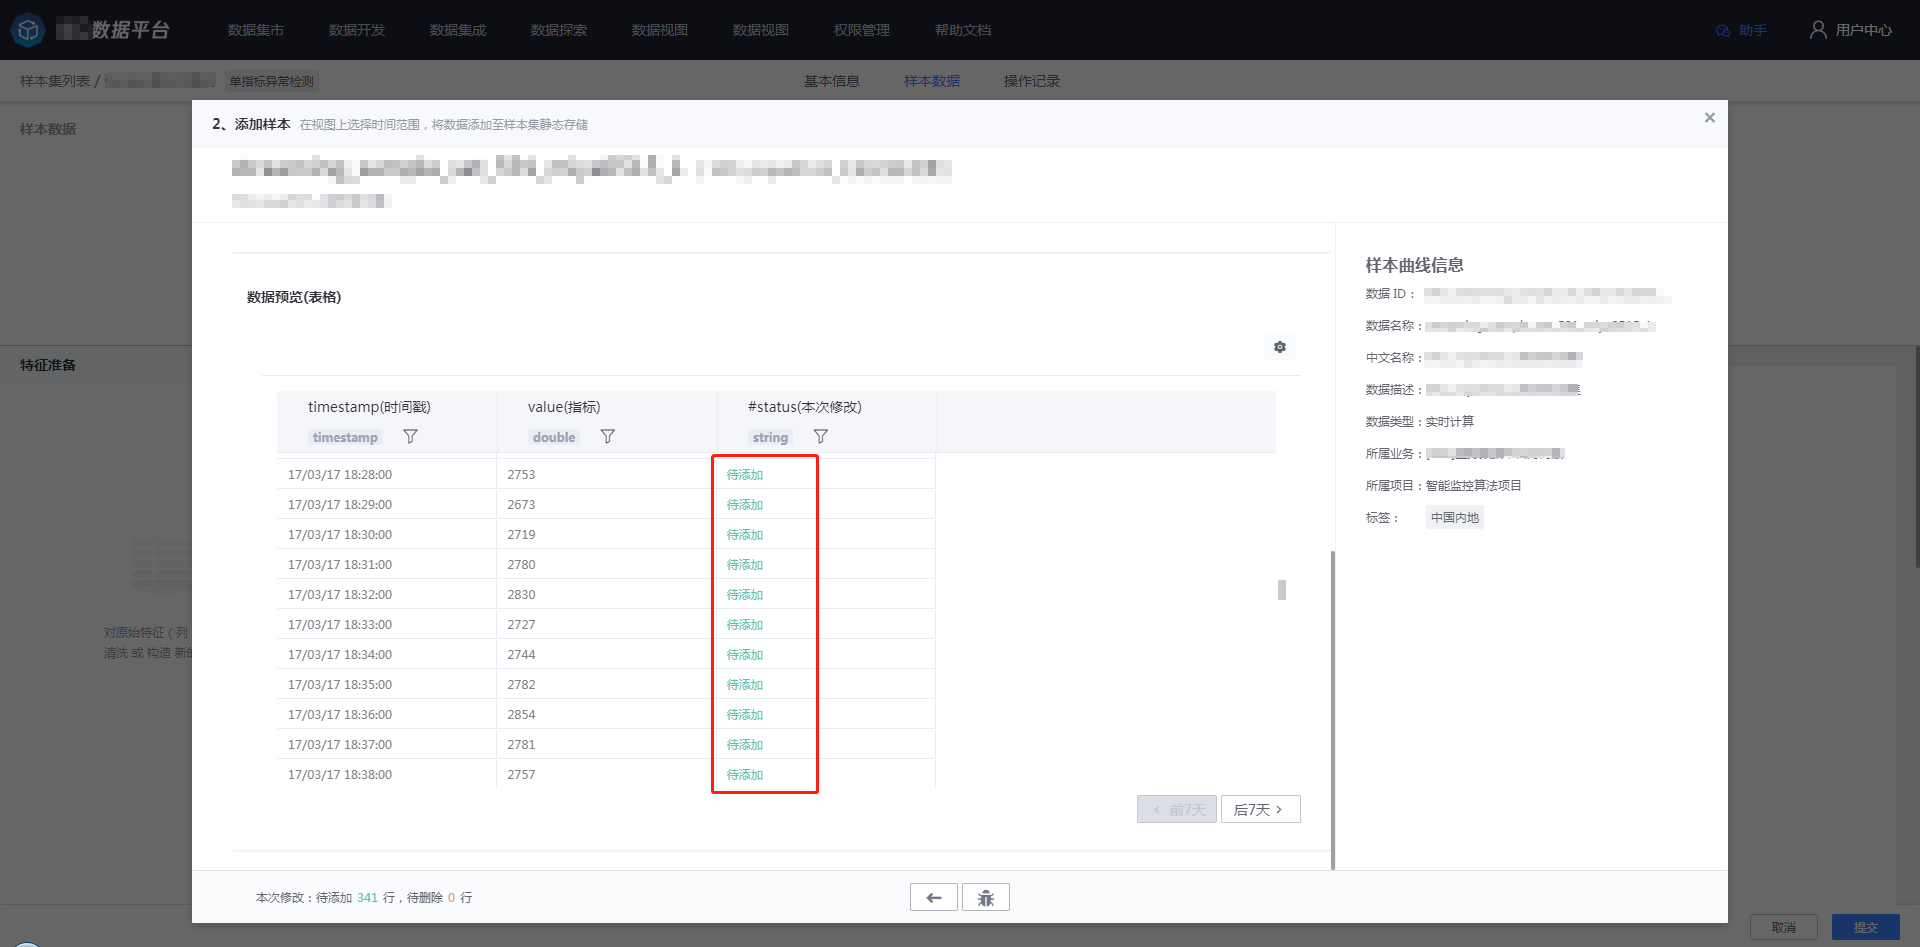 数据平台
数据集市 数据开发 数据集成 数据探索 数据视图 数据视图 权限管理 帮助文档 助手 用户中心
样本集列表 / 单指标异常检测 基本信息 样本数据 操作记录
样本数据
特征准备
对原始特征（列
清洗 或 构造 新的
2、添加样本 在视图上选择时间范围，将数据添加至样本集静态存储
数据预览(表格)
timestamp(时间戳) value(指标) #status(本次修改)
timestamp double string
17/03/17 18:28:00 2753 待添加
17/03/17 18:29:00 2673 待添加
17/03/17 18:30:00 2719 待添加
17/03/17 18:31:00 2780 待添加
17/03/17 18:32:00 2830 待添加
17/03/17 18:33:00 2727 待添加
17/03/17 18:34:00 2744 待添加
17/03/17 18:35:00 2782 待添加
17/03/17 18:36:00 2854 待添加
17/03/17 18:37:00 2781 待添加
17/03/17 18:38:00 2757 待添加
前7天 后7天
样本曲线信息
数据 ID：
数据名称：
中文名称：
数据描述：
数据类型：实时计算
所属业务：
所属项目：智能监控算法项目
标签： 中国内地
本次修改：待添加 341 行，待删除 0 行
取消 提交